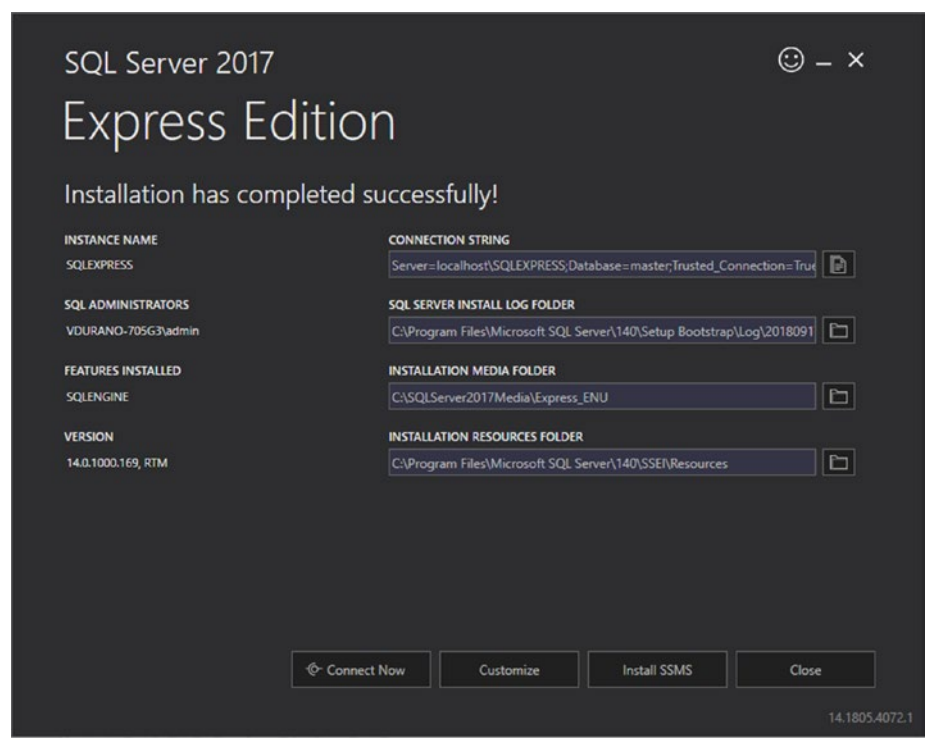 SQL Server 2017
Express Edition
Installation has completed successfully!
INSTANCE NAME
SQLEXPRESS
CONNECTION STRING
Server=localhost\SQLEXPRESS;Database=master;Trusted_Connection=True
SQL ADMINISTRATORS
VDURANO-705G3\admin
SQL SERVER INSTALL LOG FOLDER
C:\Program Files\Microsoft SQL Server\140\Setup Bootstrap\Log\2018091
FEATURES INSTALLED
SQLENGINE
INSTALLATION MEDIA FOLDER
C:\SQLServer2017Media\Express_ENU
VERSION
14.0.1000.169, RTM
INSTALLATION RESOURCES FOLDER
C:\Program Files\Microsoft SQL Server\140\SSEI\Resources
Connect Now
Customize
Install SSMS
Close
14.1805.4072.1